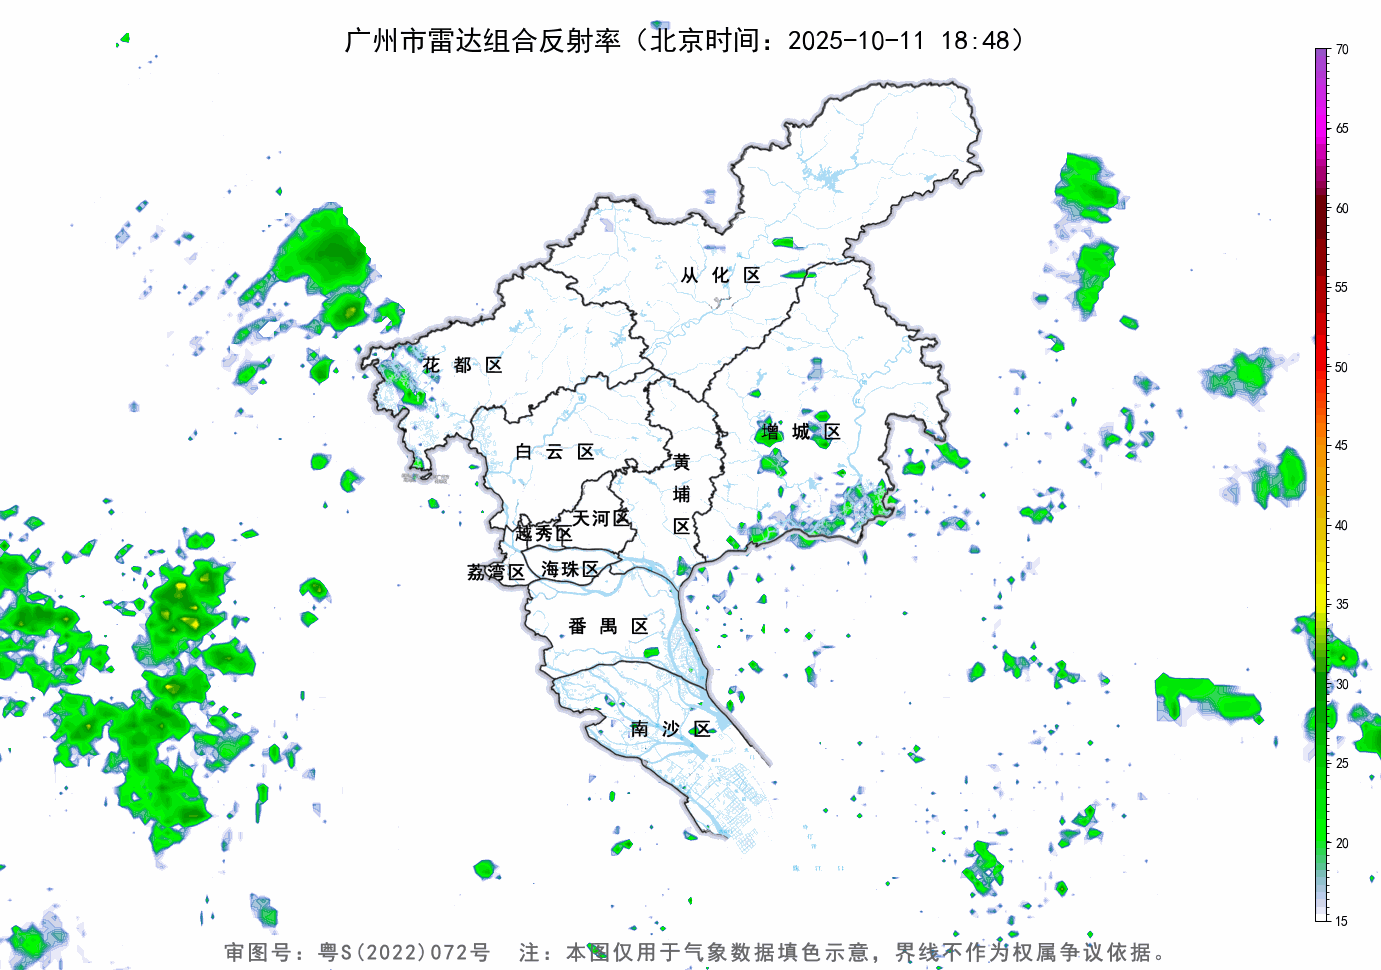 广州市雷达组合反射率（北京时间：2025-10-11 18:48）
70
65
60
55
50
45
40
35
30
25
20
15
从化区
花都区
增城区
白云区
黄埔区
天河区
越秀区
荔湾区
海珠区
番禺区
南沙区
审图号：粤S(2022)072号 注：本图仅用于气象数据填色示意，界线不作为权属争议依据。